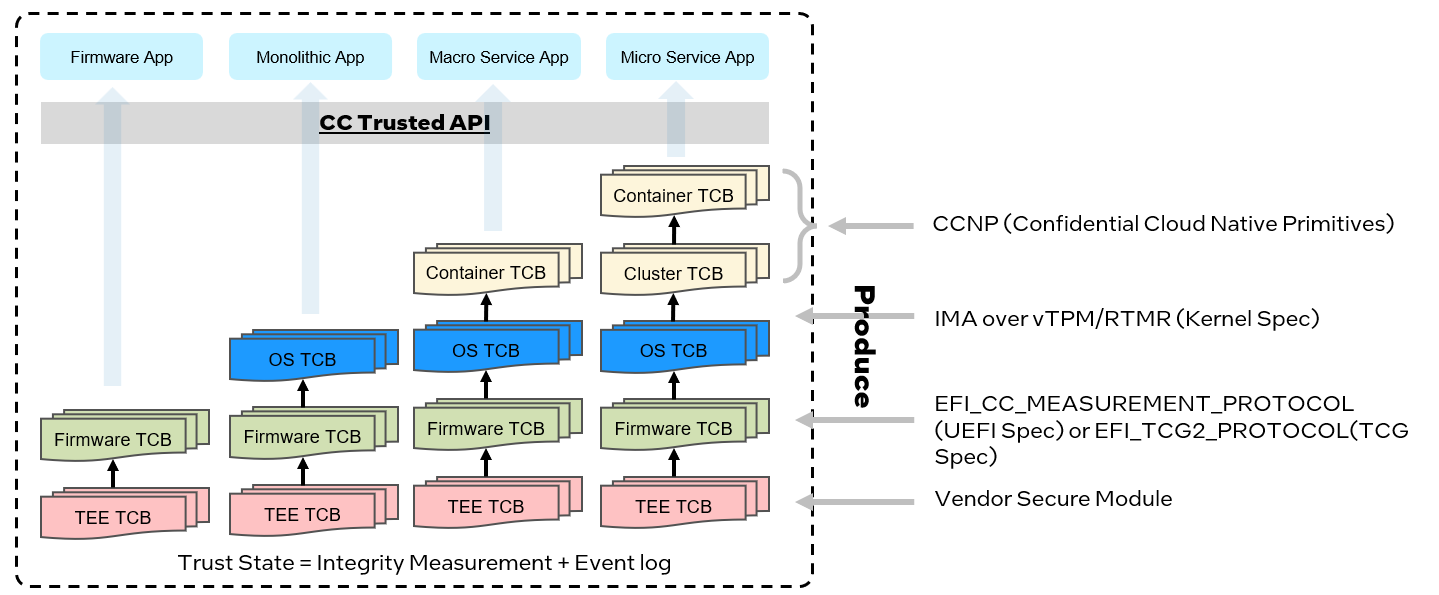 Firmware App
Monolithic App
Macro Service App
Micro Service App
CC Trusted API
Container TCB
Container TCB
Cluster TCB
OS TCB
OS TCB
OS TCB
Firmware TCB
Firmware TCB
Firmware TCB
Firmware TCB
TEE TCB
TEE TCB
TEE TCB
TEE TCB
Trust State = Integrity Measurement + Event log
Produce
CCNP (Confidential Cloud Native Primitives)
IMA over vTPM/RTMR (Kernel Spec)
EFI_CC_MEASUREMENT_PROTOCOL
(UEFI Spec) or EFI_TCG2_PROTOCOL(TCG
Spec)
Vendor Secure Module